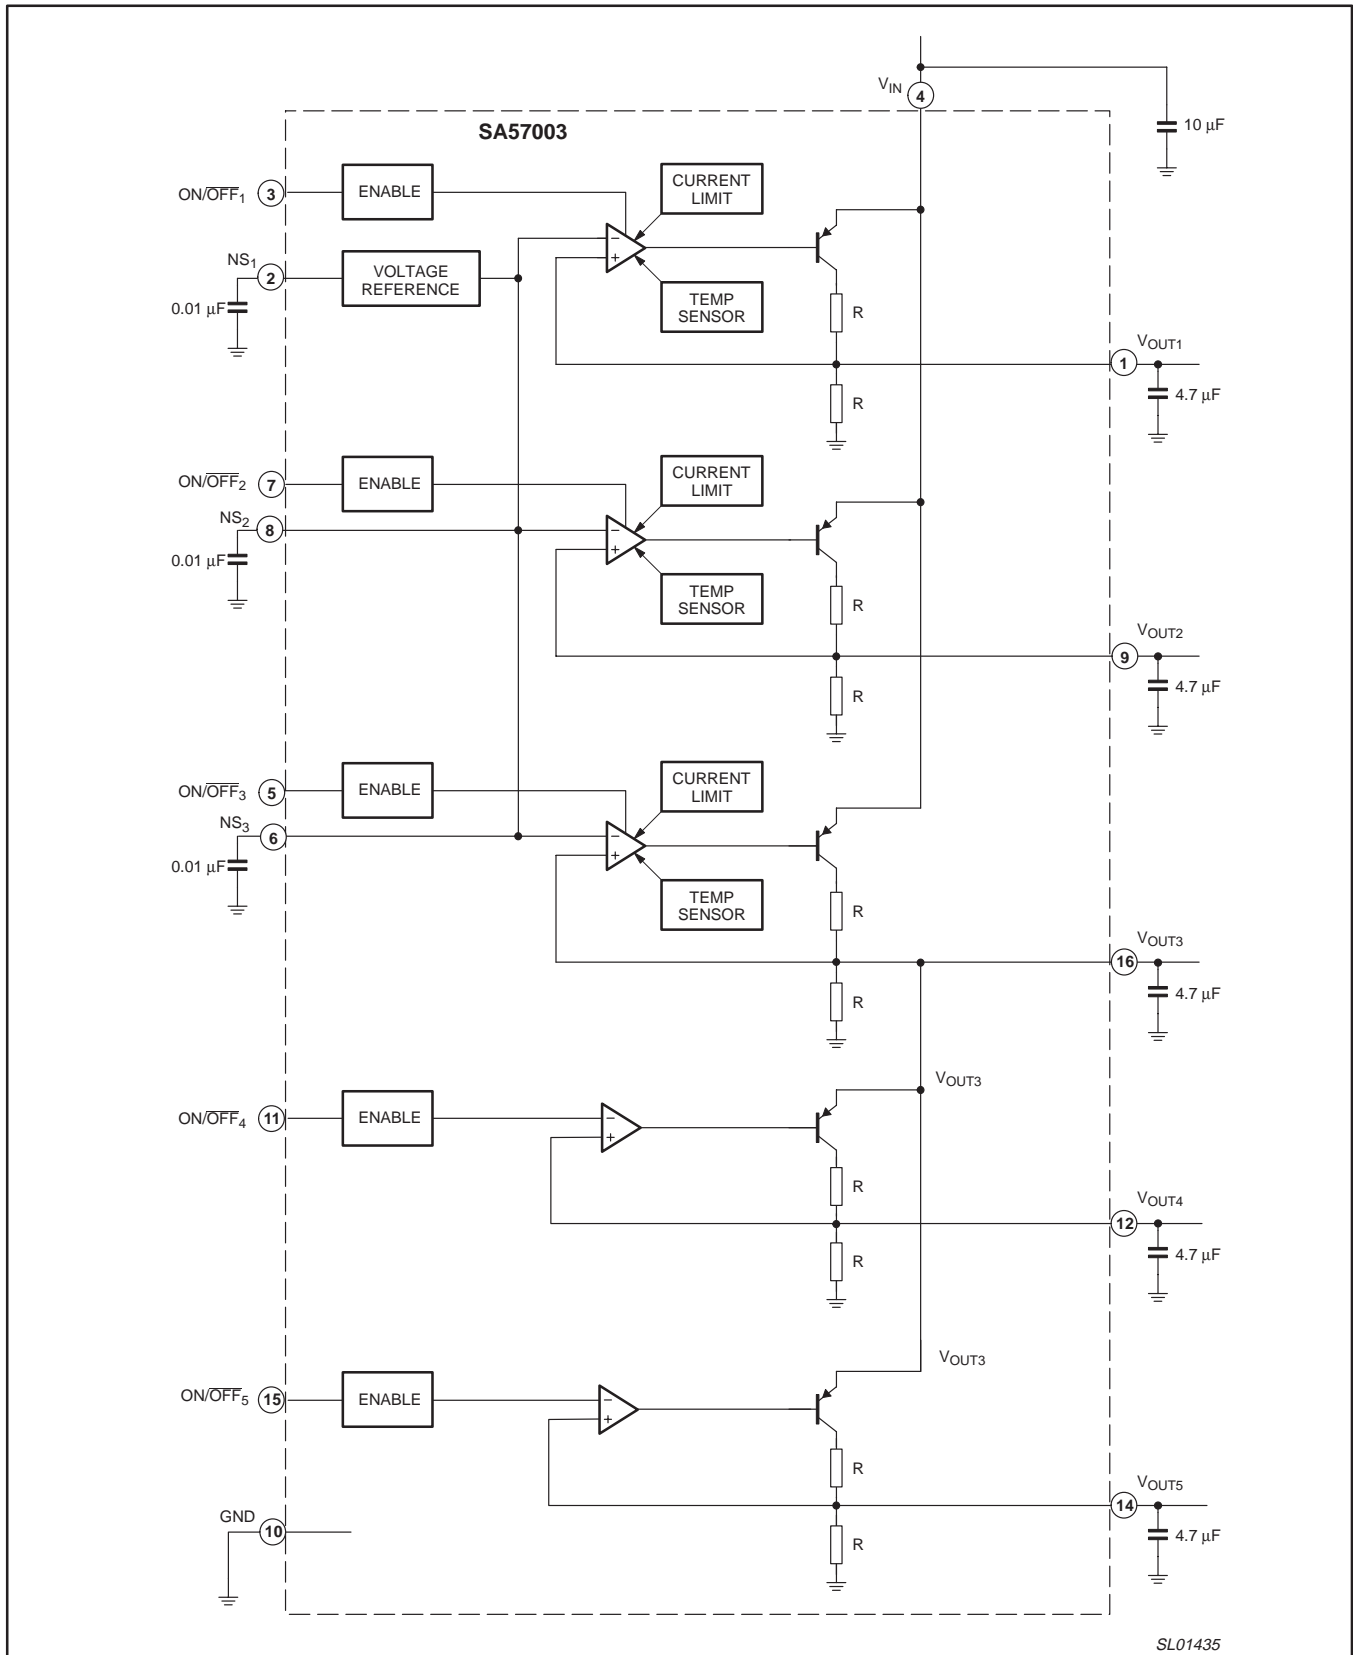 V_IN
4
10 µF
SA57003
ON/OFF1
3
ENABLE
CURRENT
LIMIT
−
+
NS1
2
VOLTAGE
REFERENCE
0.01 µF
TEMP
SENSOR
R
VOUT1
1
4.7 µF
R
ON/OFF2
7
ENABLE
CURRENT
LIMIT
−
+
NS2
8
0.01 µF
TEMP
SENSOR
R
VOUT2
9
4.7 µF
R
ON/OFF3
5
ENABLE
CURRENT
LIMIT
−
+
NS3
6
0.01 µF
TEMP
SENSOR
R
VOUT3
16
4.7 µF
R
VOUT3
ON/OFF4
11
ENABLE
−
+
R
VOUT4
12
4.7 µF
R
VOUT3
ON/OFF5
15
ENABLE
−
+
R
VOUT5
14
4.7 µF
GND
10
R
SL01435